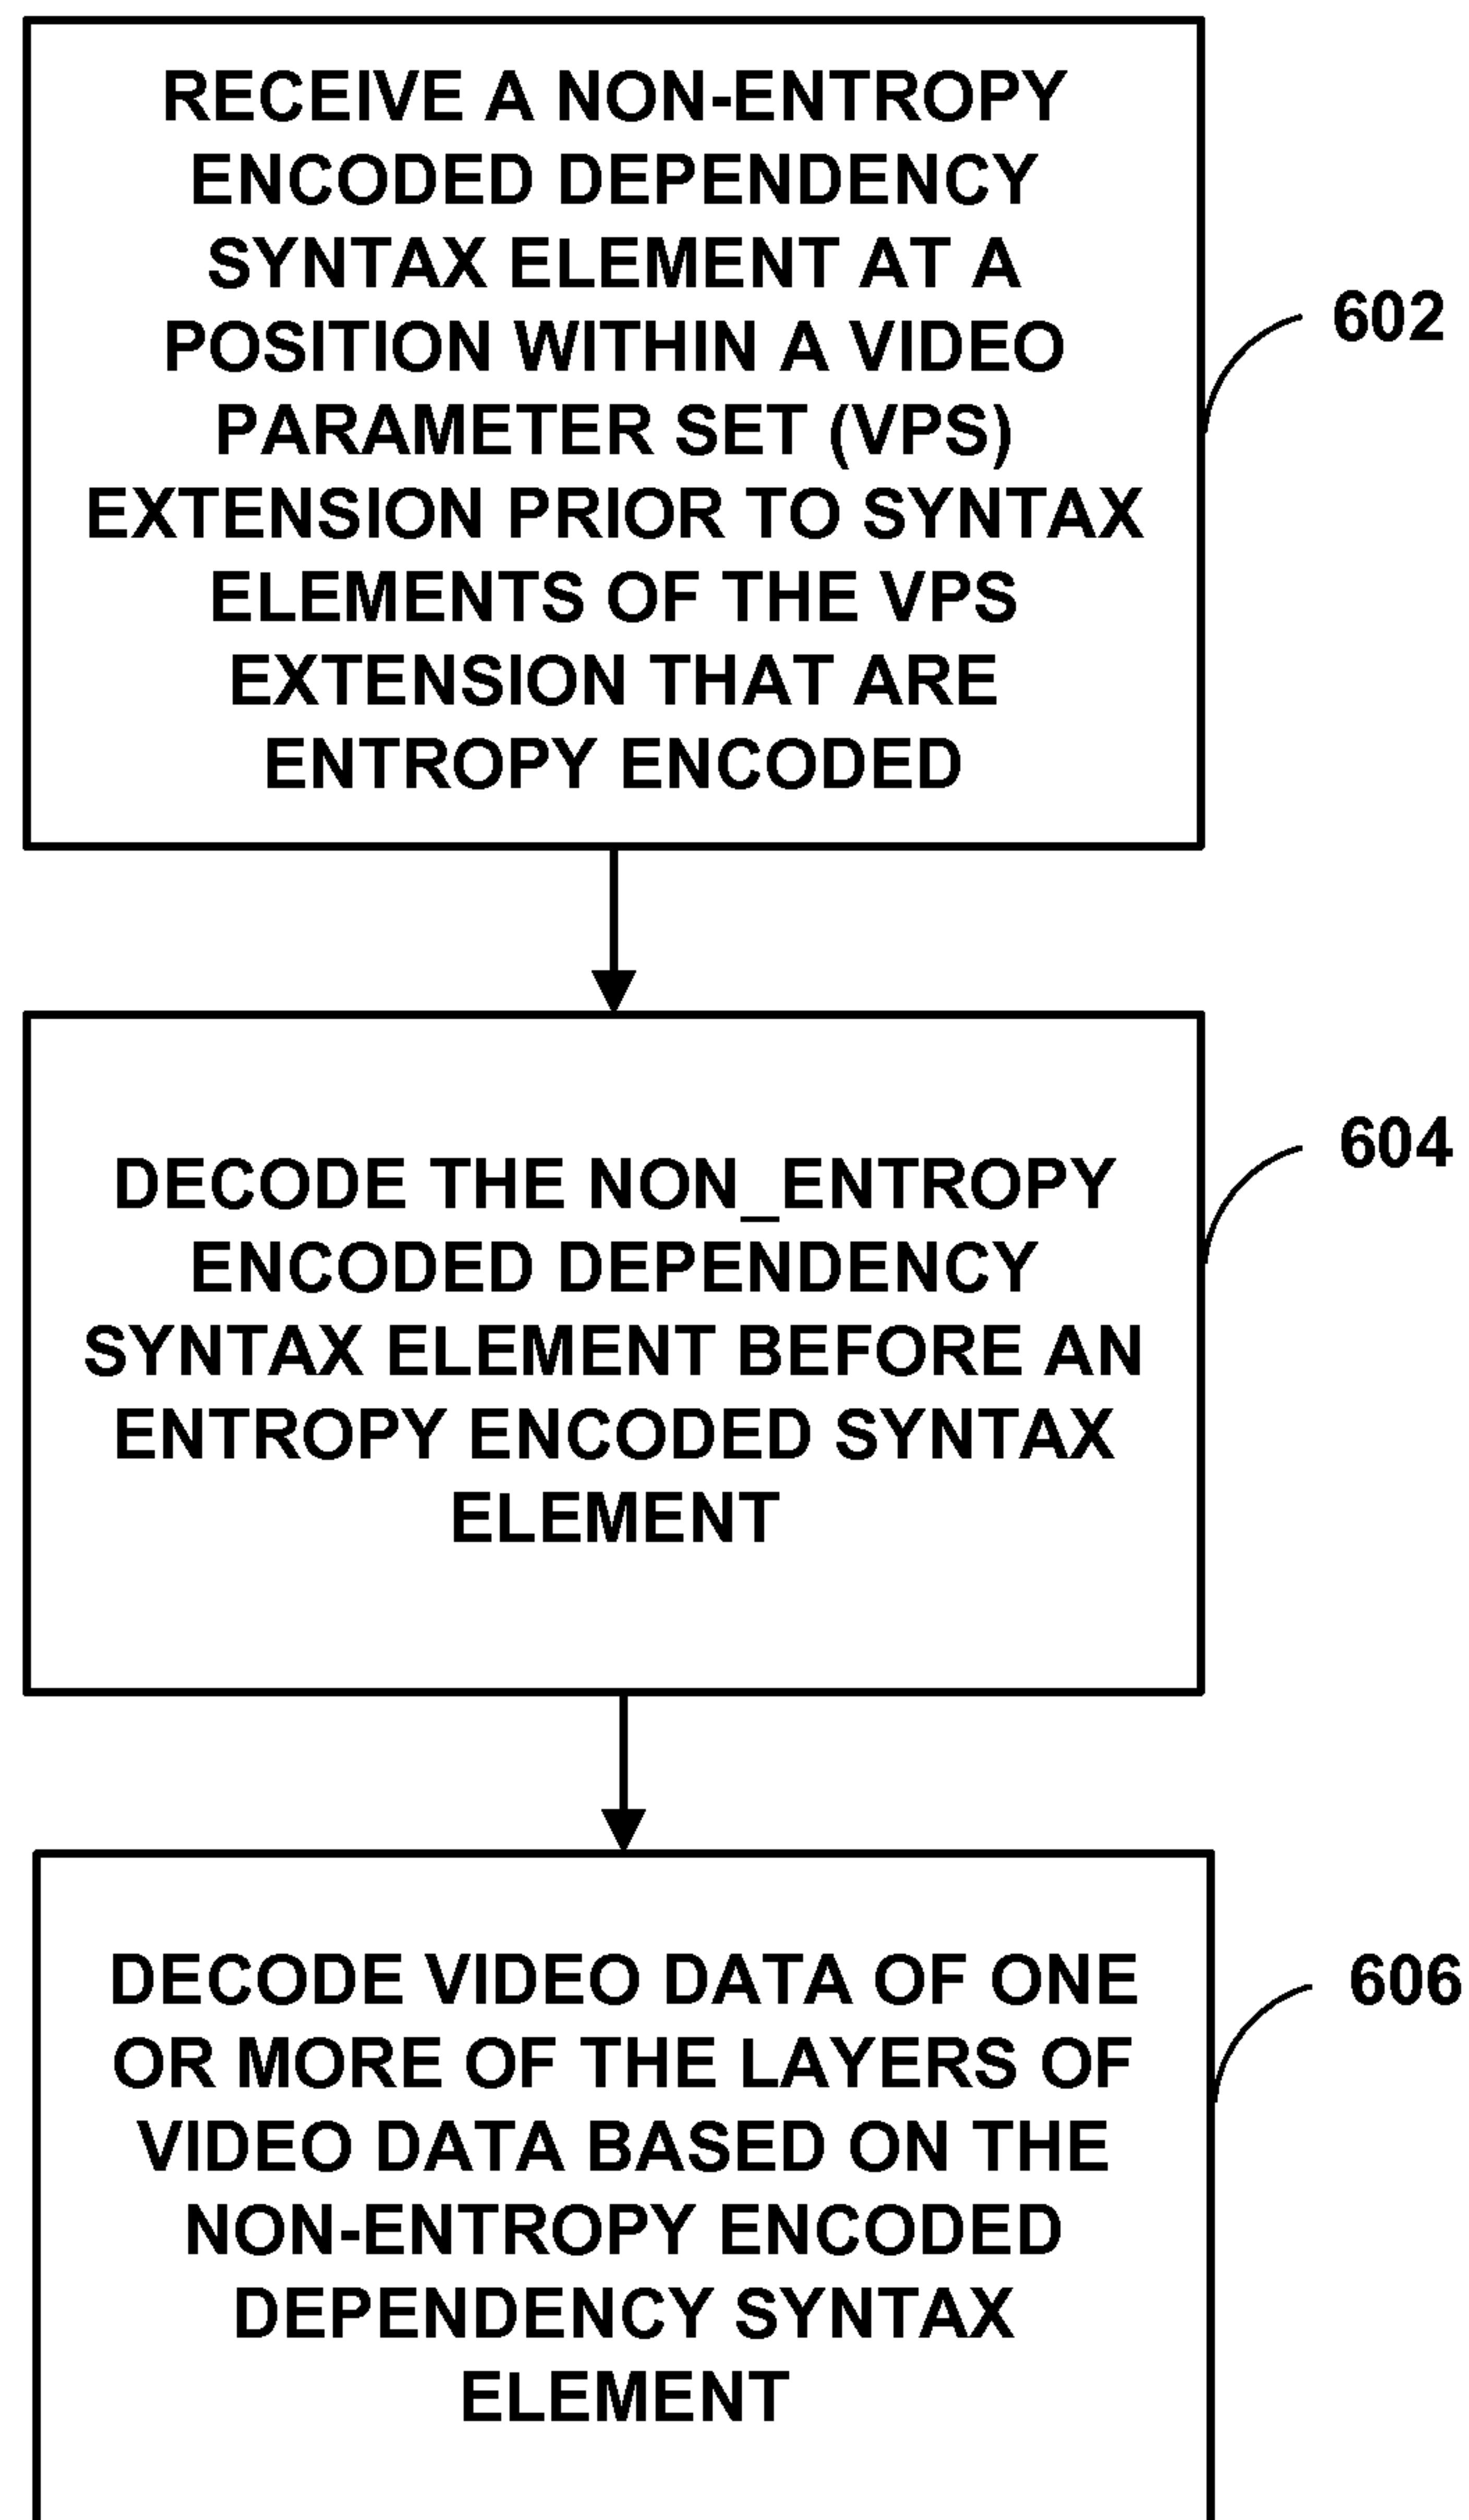 RECEIVE A NON-ENTROPY
ENCODED DEPENDENCY
SYNTAX ELEMENT AT A
POSITION WITHIN A VIDEO
PARAMETER SET (VPS)
EXTENSION PRIOR TO SYNTAX
ELEMENTS OF THE VPS
EXTENSION THAT ARE
ENTROPY ENCODED
602
DECODE THE NON_ENTROPY
ENCODED DEPENDENCY
SYNTAX ELEMENT BEFORE AN
ENTROPY ENCODED SYNTAX
ELEMENT
604
DECODE VIDEO DATA OF ONE
OR MORE OF THE LAYERS OF
VIDEO DATA BASED ON THE
NON-ENTROPY ENCODED
DEPENDENCY SYNTAX
ELEMENT
606